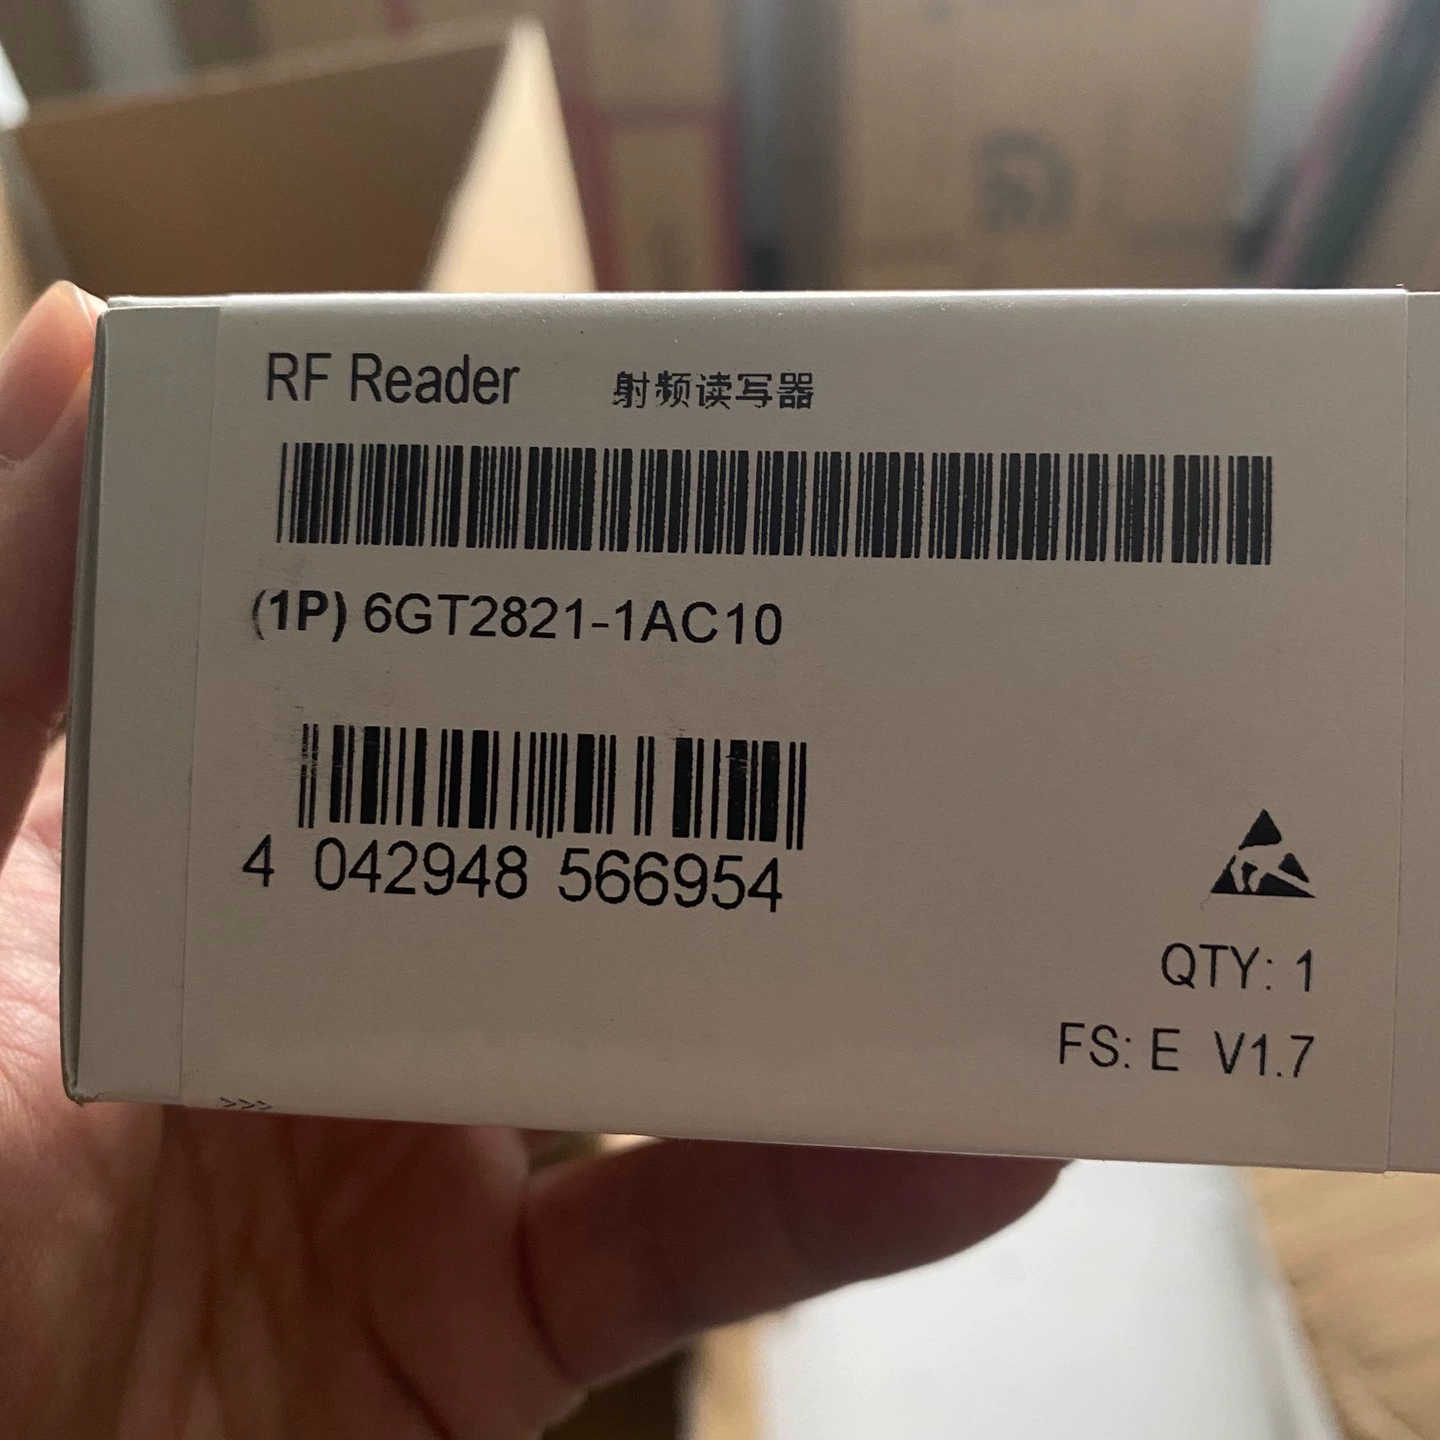 RF Reader 射频读写器
(1P) 6GT2821-1AC10
4 042948 566954
QTY: 1
FS: E V1.7
>>>